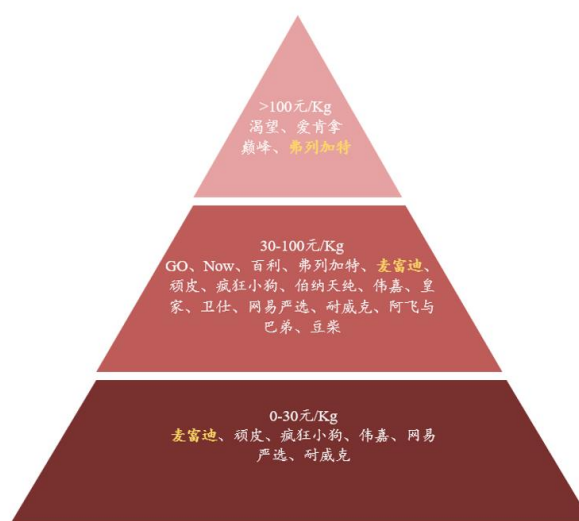 >100元/Kg
渴望、爱肯拿
巅峰、弗列加特
30-100元/Kg
GO、Now、百利、弗列加特、麦富迪、
顽皮、疯狂小狗、伯纳天纯、伟嘉、皇
家、卫仕、网易严选、耐威克、阿飞与
巴弟、豆柴
0-30元/Kg
麦富迪、顽皮、疯狂小狗、伟嘉、网易
严选、耐威克